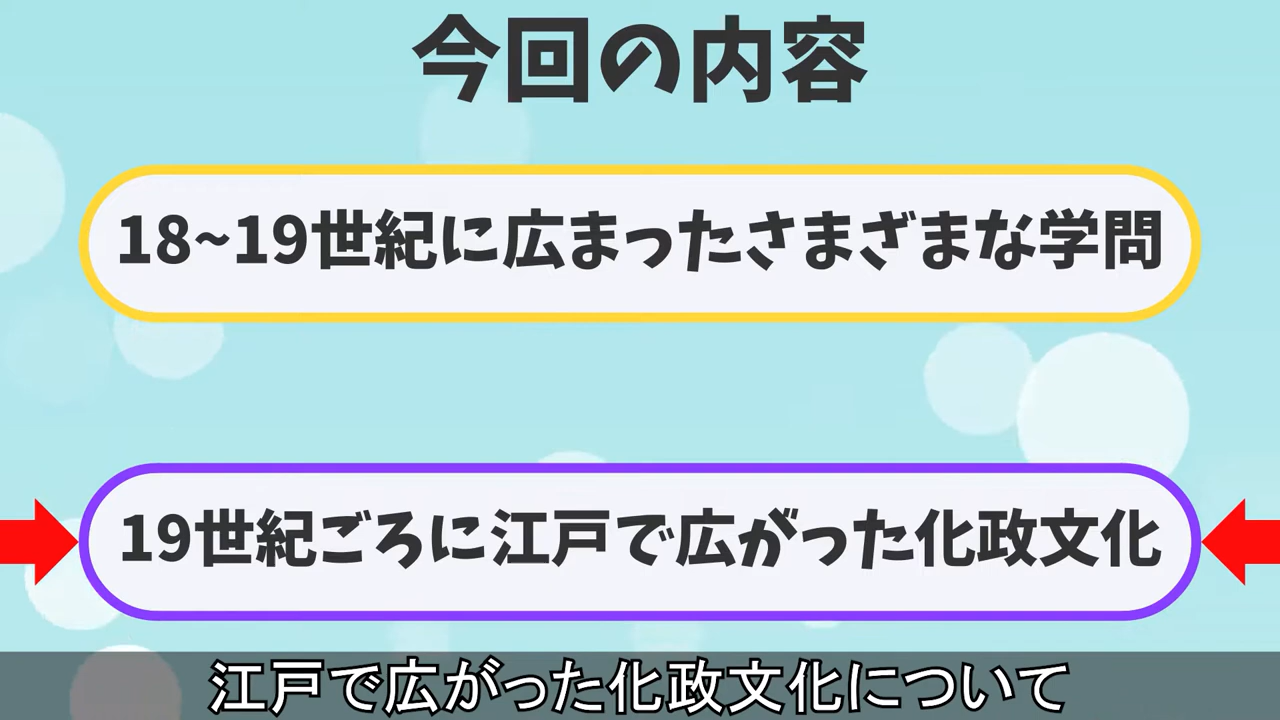 今回の内容
18~19世紀に広まったさまざまな学問
19世紀ごろに江戸で広がった化政文化
江戸で広がった化政文化について